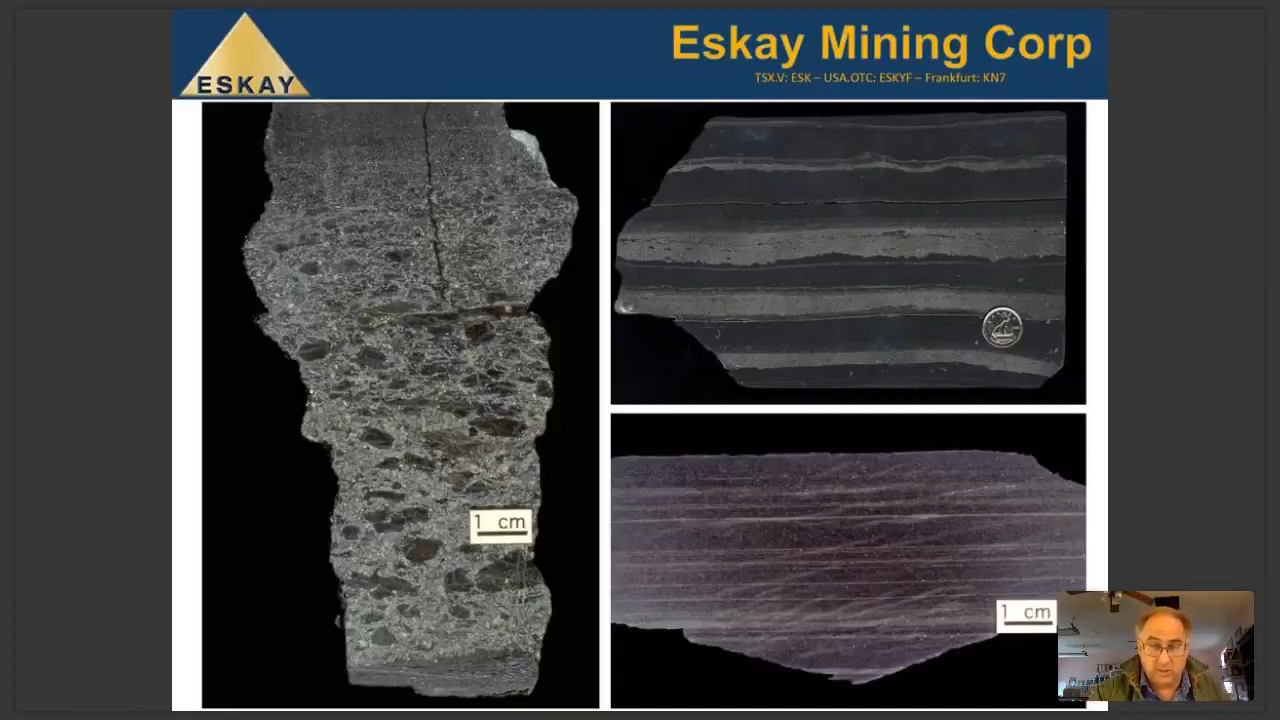 ESKAY
Eskay Mining Corp
TSX.V: ESK – USA.OTC: ESKYF – Frankfurt: KN7
1 cm
1 cm